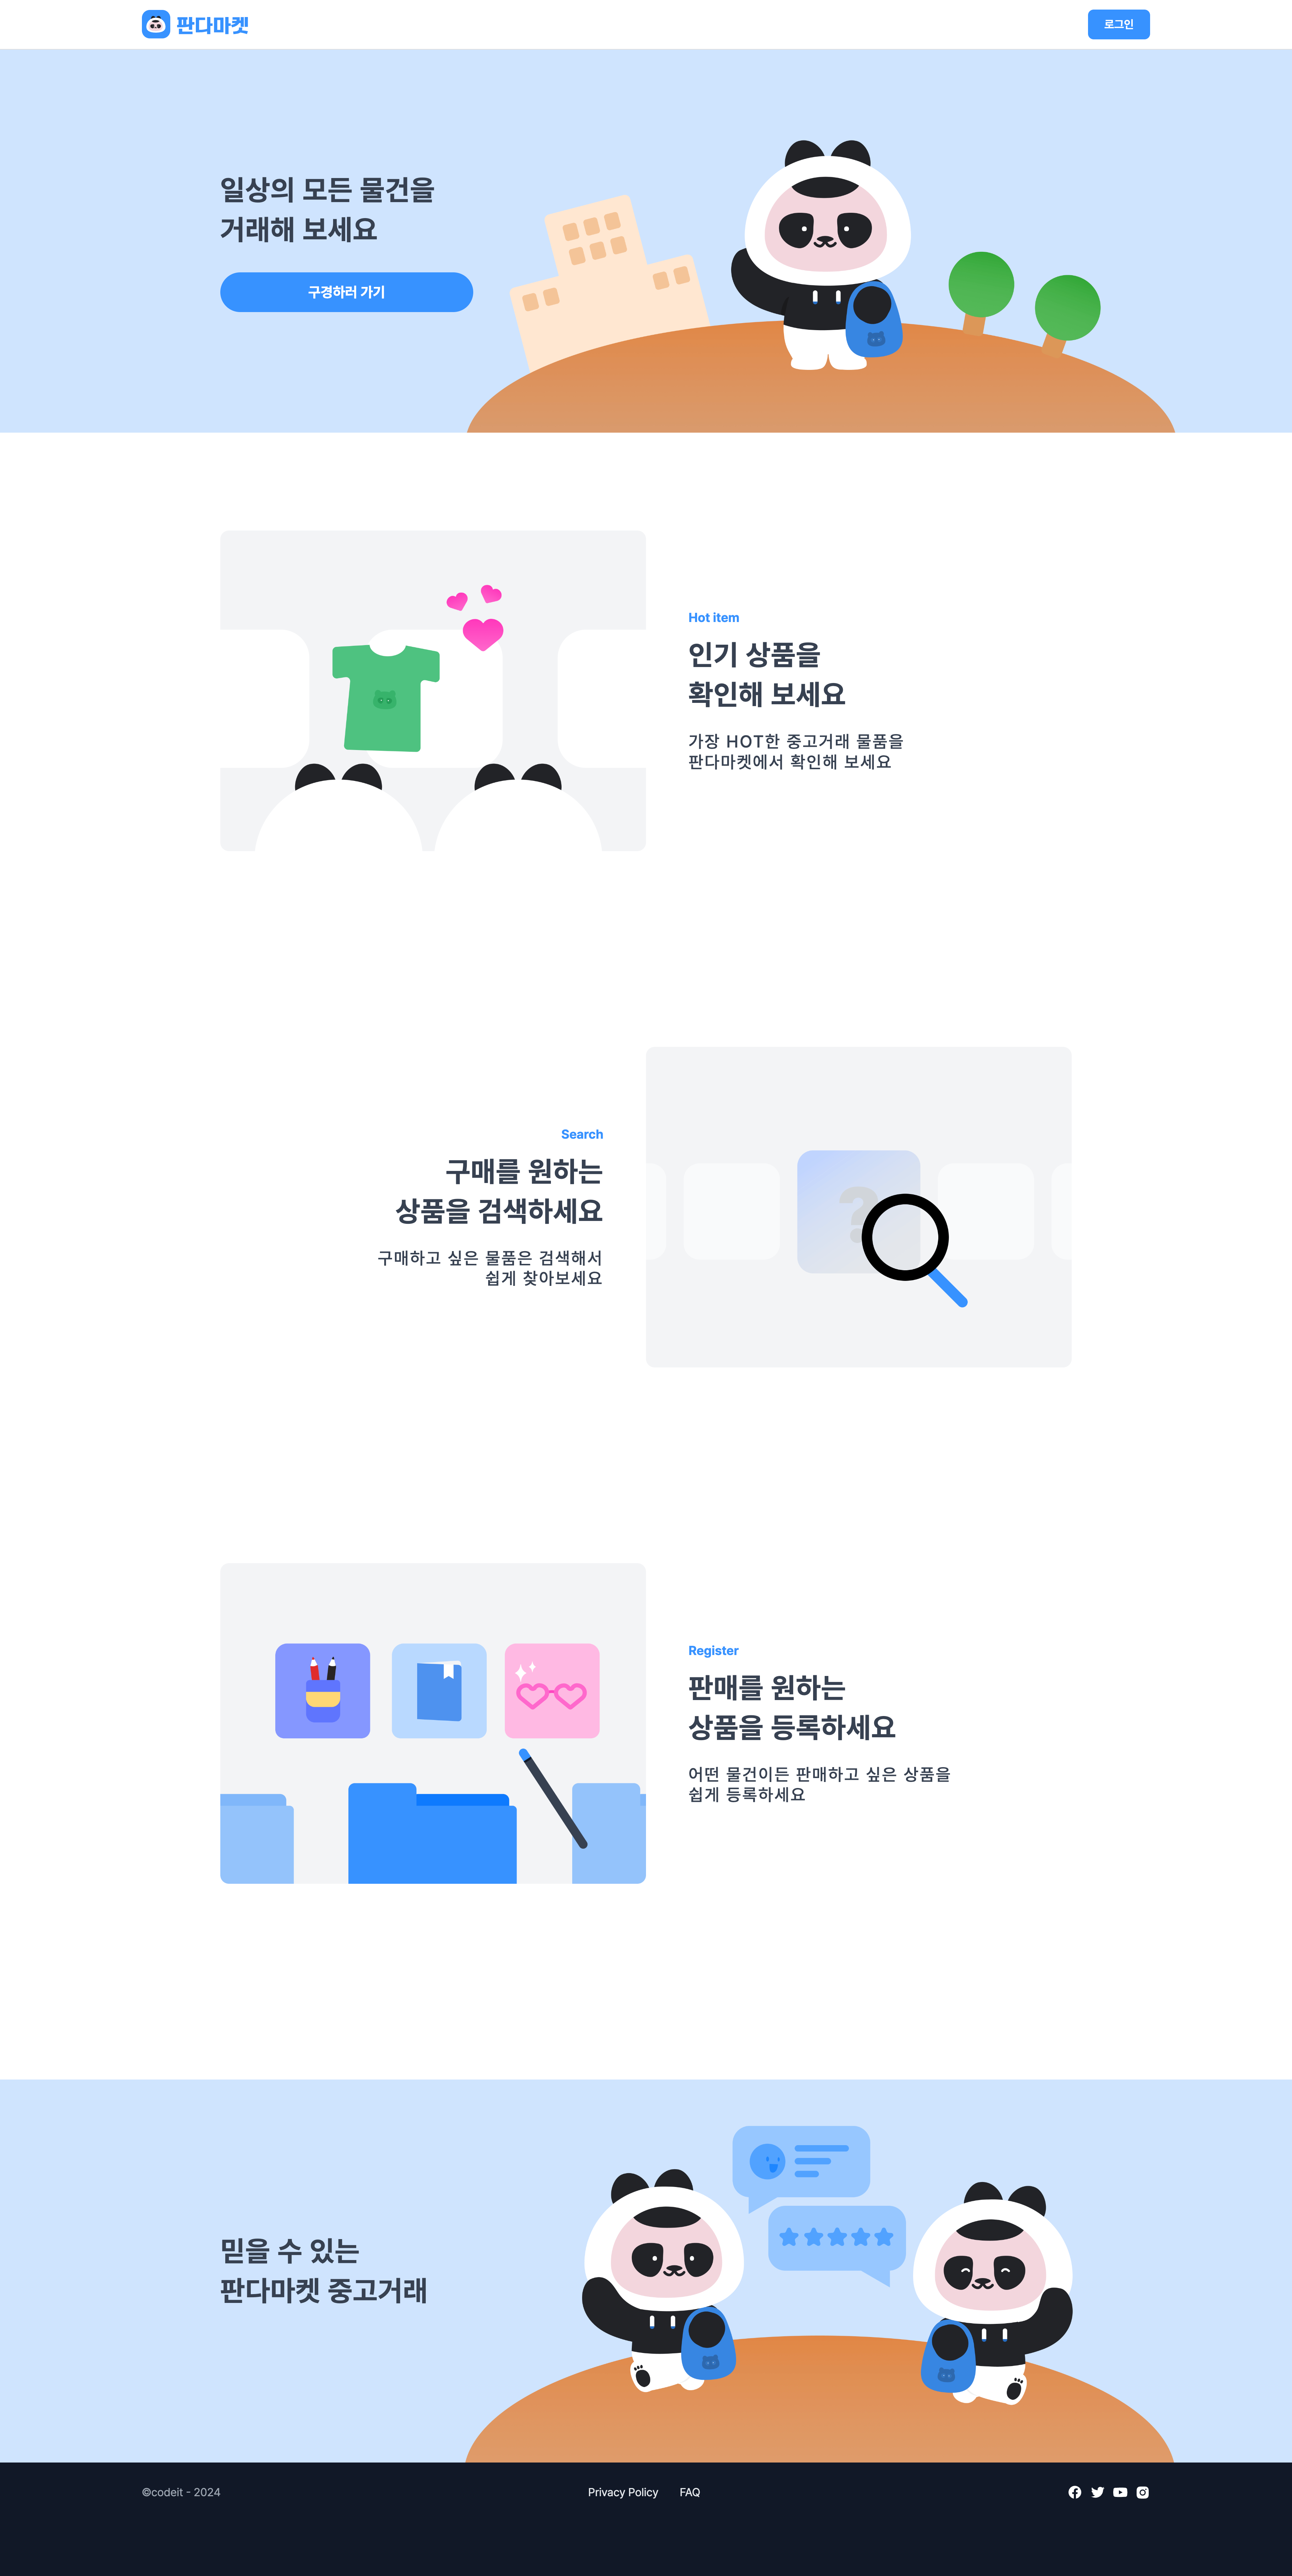 판다마켓
로그인
일상의 모든 물건을
거래해 보세요
구경하러 가기
Hot item
인기 상품을
확인해 보세요
가장 HOT한 중고거래 물품을
판다마켓에서 확인해 보세요
Search
구매를 원하는
상품을 검색하세요
구매하고 싶은 물품은 검색해서
쉽게 찾아보세요
?
Register
판매를 원하는
상품을 등록하세요
어떤 물건이든 판매하고 싶은 상품을
쉽게 등록하세요
믿을 수 있는
판다마켓 중고거래
©codeit - 2024
Privacy Policy
FAQ